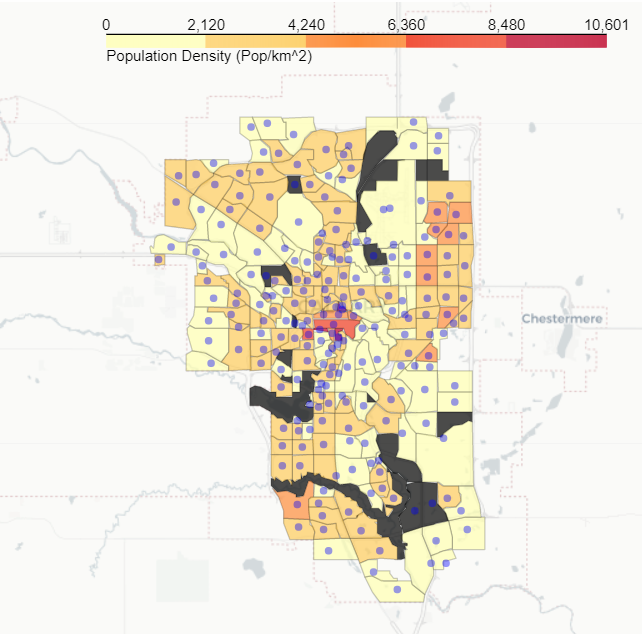 0 2,120 4,240 6,360 8,480 10,601
Population Density (Pop/km^2)
Chestermere